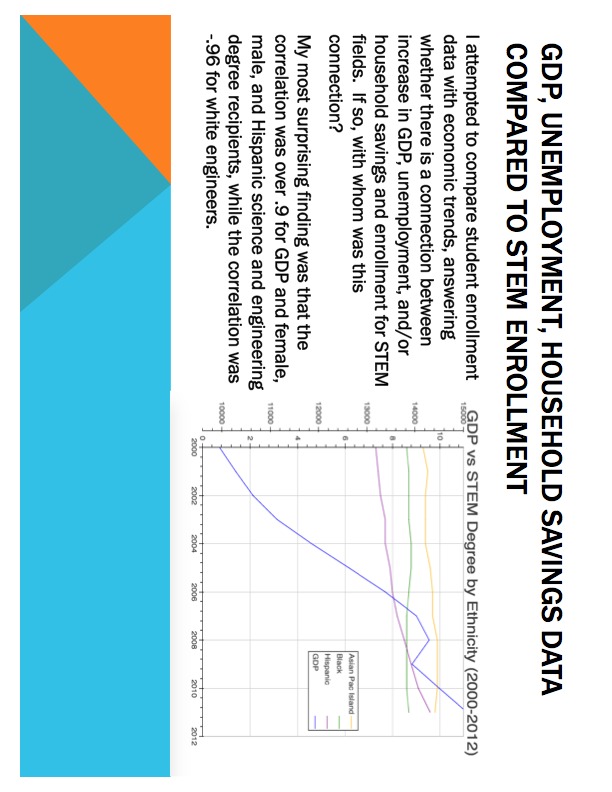 GDP, UNEMPLOYMENT, HOUSEHOLD SAVINGS DATA
COMPARED TO STEM ENROLLMENT
I attempted to compare student enrollment
data with economic trends, answering
whether there is a connection between
increase in GDP, unemployment, and/or
household savings and enrollment for STEM
fields. If so, with whom was this
connection?
My most surprising finding was that the
correlation was over .9 for GDP and female,
male, and Hispanic science and engineering
degree recipients, while the correlation was
-.96 for white engineers.
GDP vs STEM Degree by Ethnicity (2000-2012)
15000
14000
13000
12000
11000
10000
10
8
6
4
2
0
2000
2002
2004
2006
2008
2010
2012
Asian Pac Island
Black
Hispanic
GDP